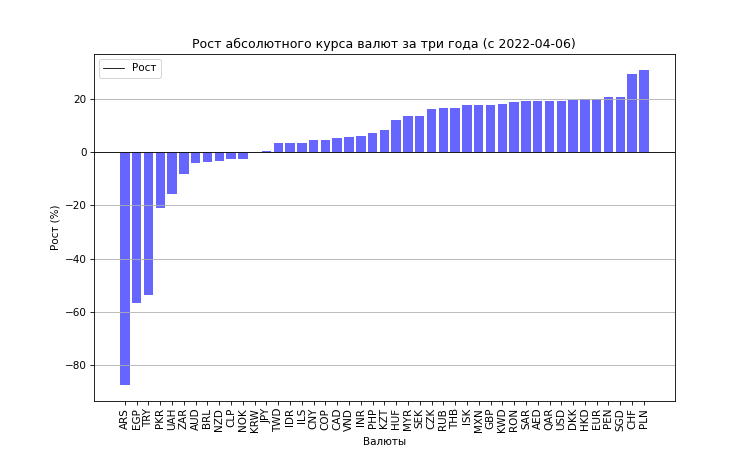 Рост абсолютного курса валют за три года (с 2022-04-06)
Рост
20
0
−20
−40
−60
−80
Рост (%)
ARS
EGP
TRY
PKR
UAH
ZAR
AUD
BRL
NZD
CLP
NOK
KRW
JPY
TWD
IDR
ILS
CNY
COP
CAD
VND
INR
PHP
KZT
HUF
MYR
SEK
CZK
RUB
THB
ISK
MXN
GBP
KWD
RON
SAR
AED
QAR
USD
DKK
HKD
EUR
PEN
SGD
CHF
PLN
Валюты